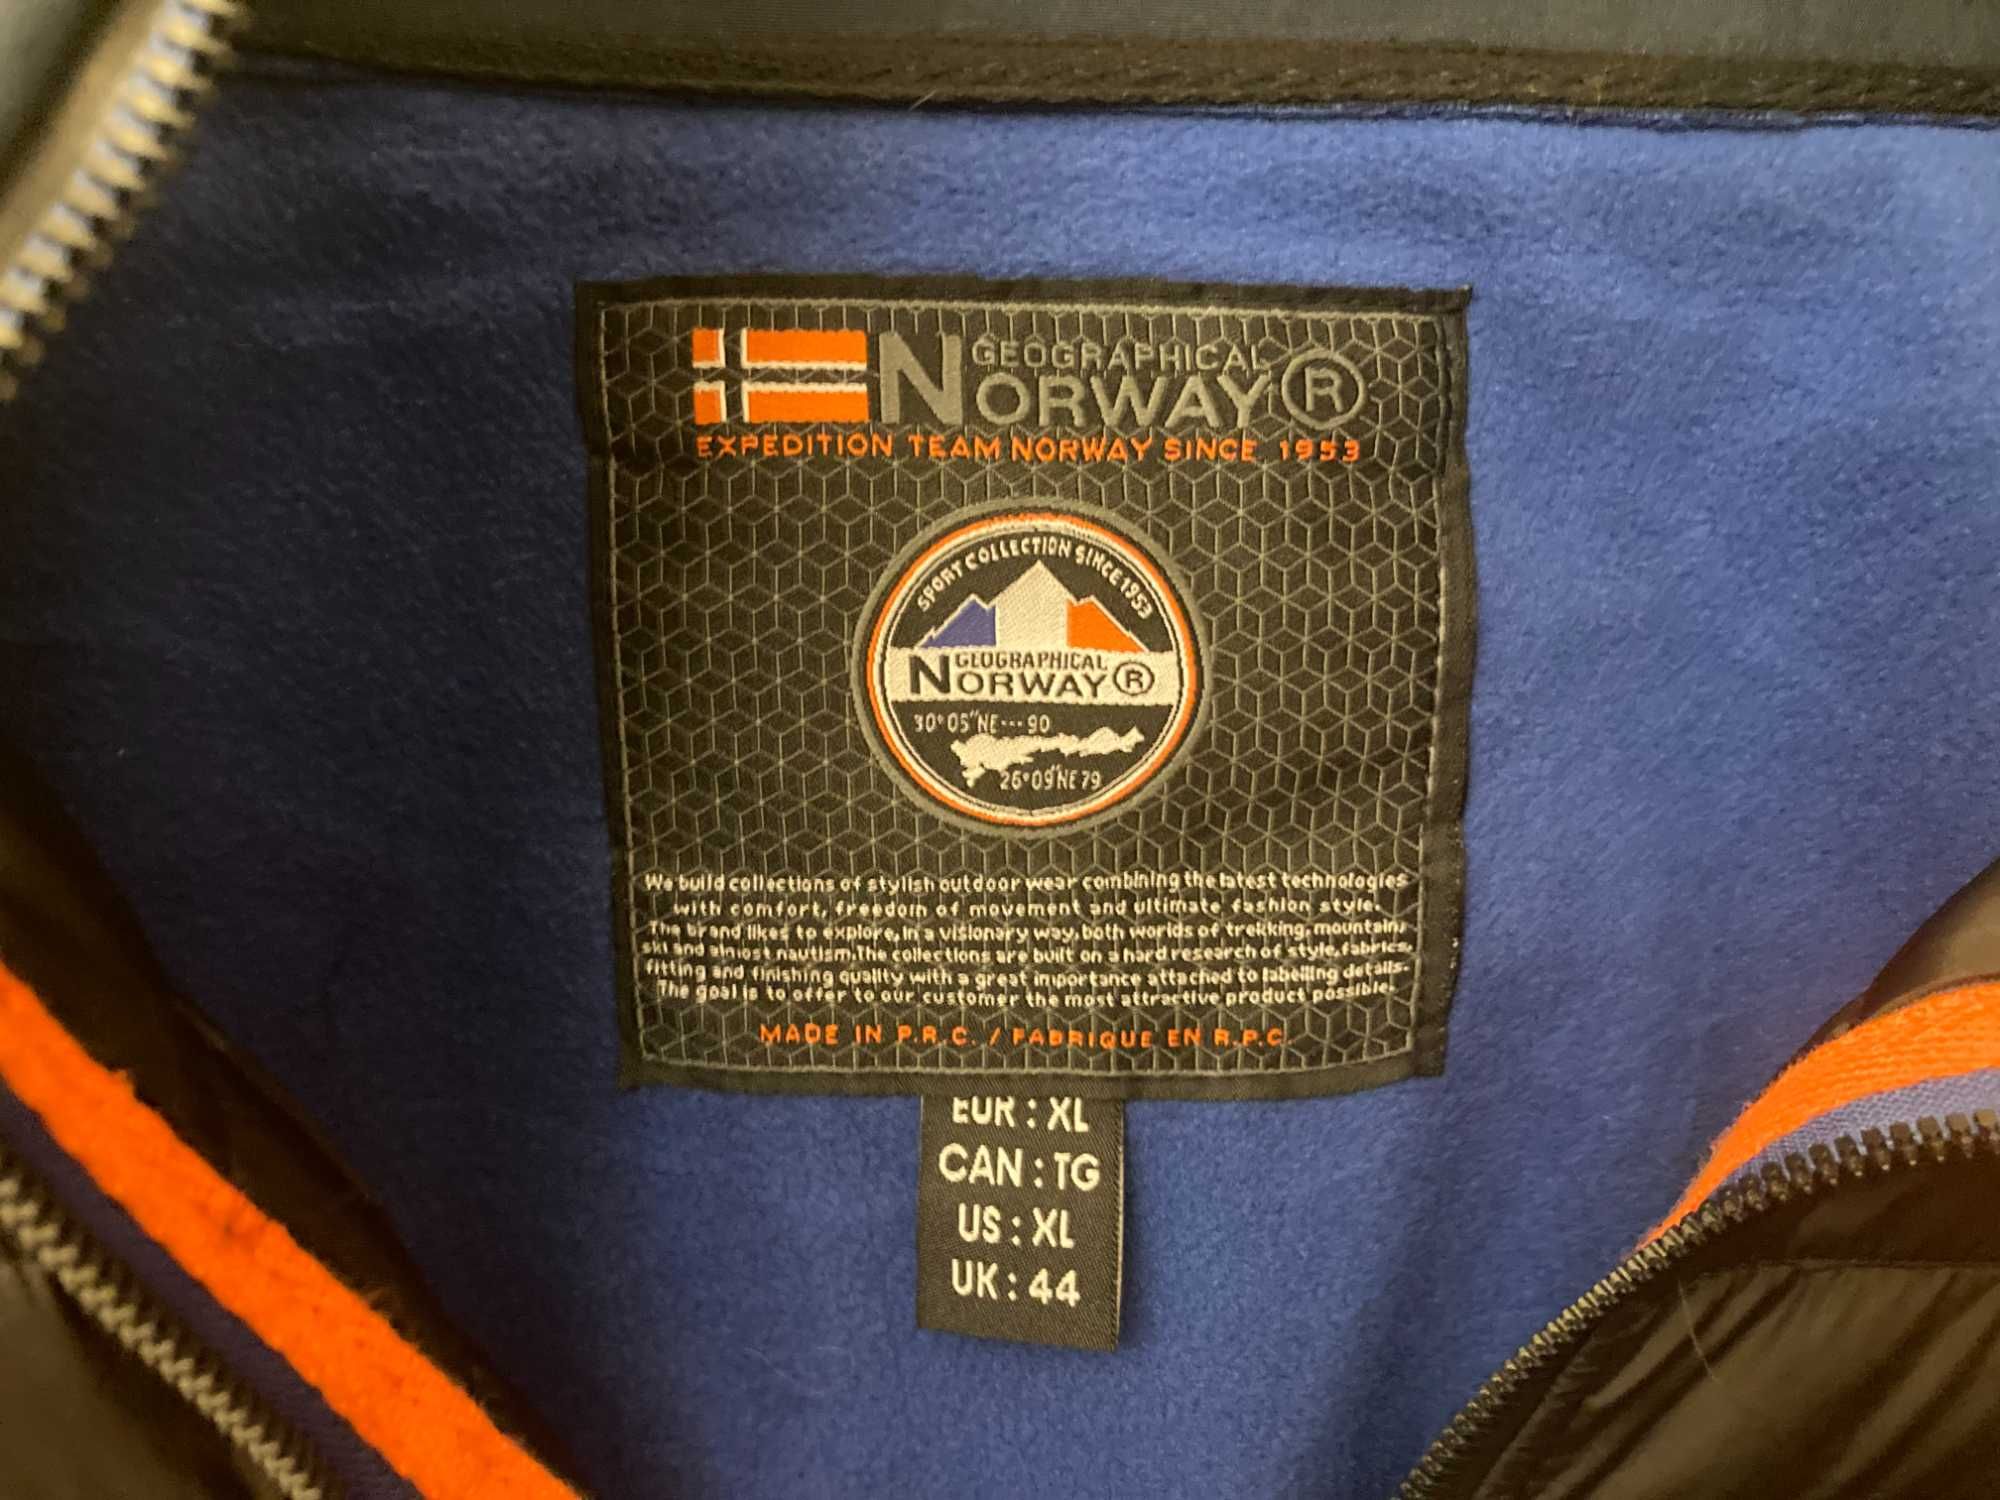 N GEOGRAPHICAL
NORWAY®
EXPEDITION TEAM NORWAY SINCE 1953
SPORT COLLECTION SINCE 1953
GEOGRAPHICAL
NORWAY®
30°05"NE---90
26°09"NE79
We build collections of stylish outdoor wear combining the latest technologies
with comfort, freedom of movement and ultimate fashion style.
The brand likes to explore, in a visionary way, both worlds of trekking, mountain,
ski and almost nautism. The collections are built on a hard research of style, fabrics,
fitting and finishing quality with a great importance attached to labelling details.
The goal is to offer to our customer the most attractive product possible.
MADE IN P.R.C. / FABRIQUE EN R.P.C.
EUR : XL
CAN : TG
US : XL
UK : 44